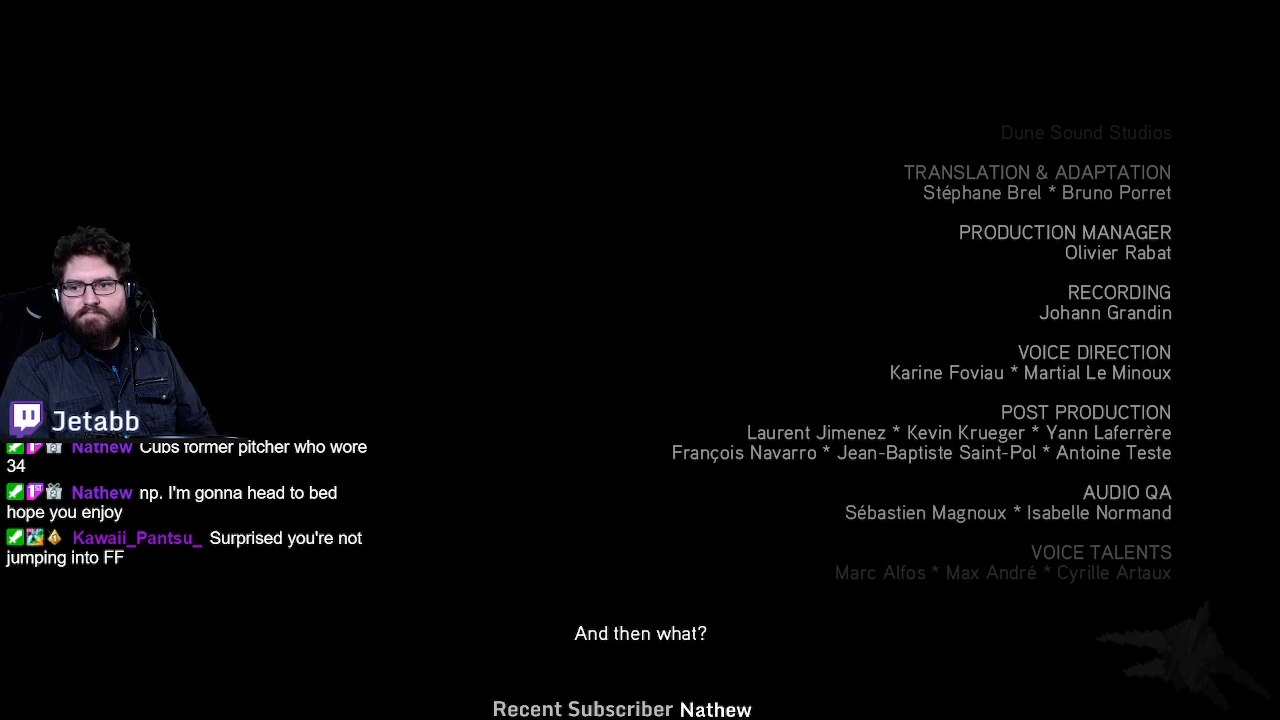 Dune Sound Studios
TRANSLATION & ADAPTATION
Stéphane Brel * Bruno Porret
PRODUCTION MANAGER
Olivier Rabat
RECORDING
Johann Grandin
VOICE DIRECTION
Karine Foviau * Martial Le Minoux
POST PRODUCTION
Laurent Jimenez * Kevin Krueger * Yann Laferrère
François Navarro * Jean-Baptiste Saint-Pol * Antoine Teste
AUDIO QA
Sébastien Magnoux * Isabelle Normand
VOICE TALENTS
Marc Alfos * Max André * Cyrille Artaux
Jetabb
Nathew Cubs former pitcher who wore
34
Nathew np. I'm gonna head to bed
hope you enjoy
Kawaii_Pantsu_ Surprised you're not
jumping into FF
And then what?
Recent Subscriber Nathew